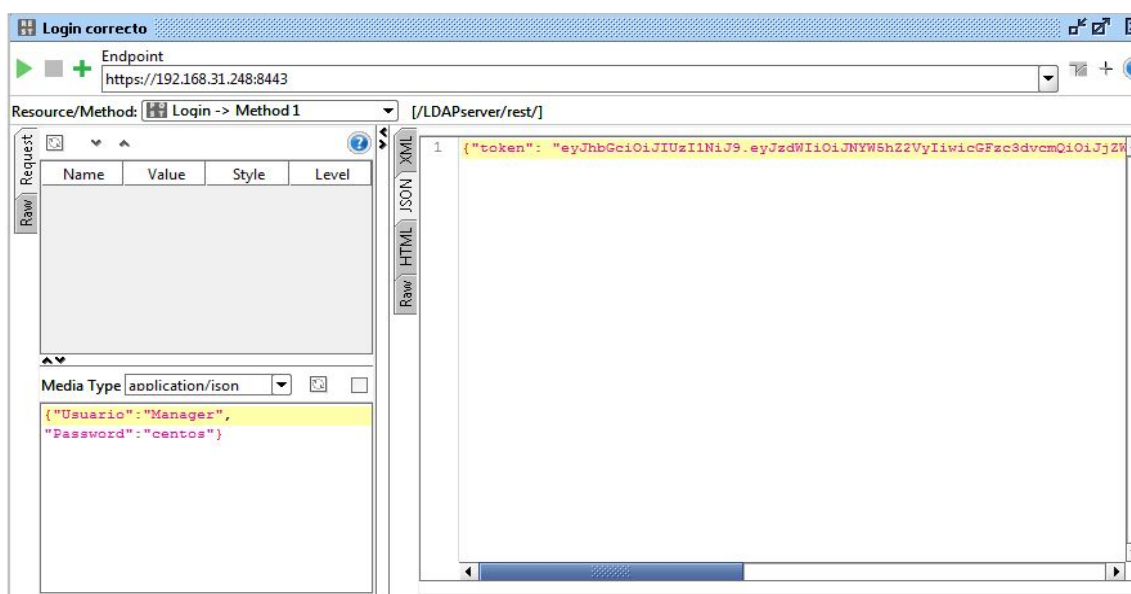 Login correcto
Endpoint
https://192.168.31.248:8443
Resource/Method: Login -> Method 1 [/LDAPserver/rest/]
Request
Raw
Name Value Style Level
Media Type application/json
{"Usuario":"Manager",
"Password":"centos"}
XML
JSON
HTML
Raw
1 {"token": "eyJhbGciOiJIUzI1NiJ9.eyJzdWIiOiJNYW5hZ2VyIiwicGFzc3dvcmQiOiJjZW